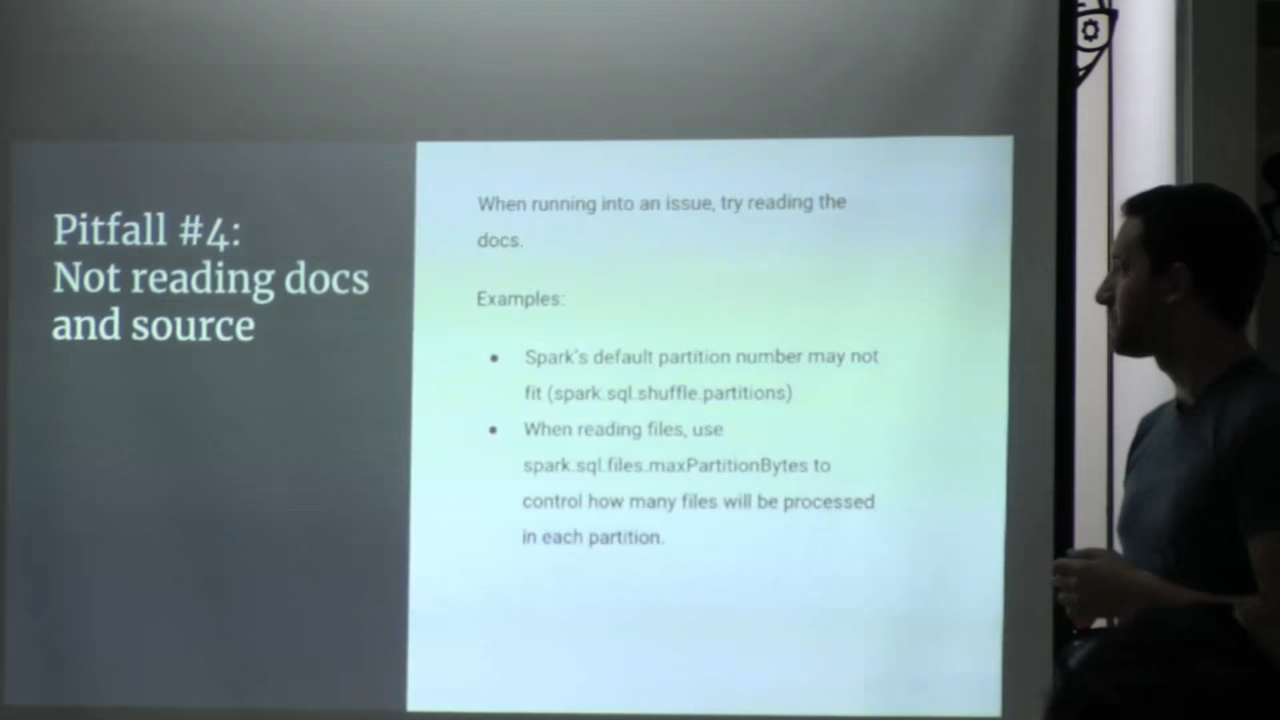 Pitfall #4:
Not reading docs
and source
When running into an issue, try reading the
docs.
Examples:
Spark's default partition number may not
fit (spark.sql.shuffle.partitions)
When reading files, use
spark.sql.files.maxPartitionBytes to
control how many files will be processed
in each partition.